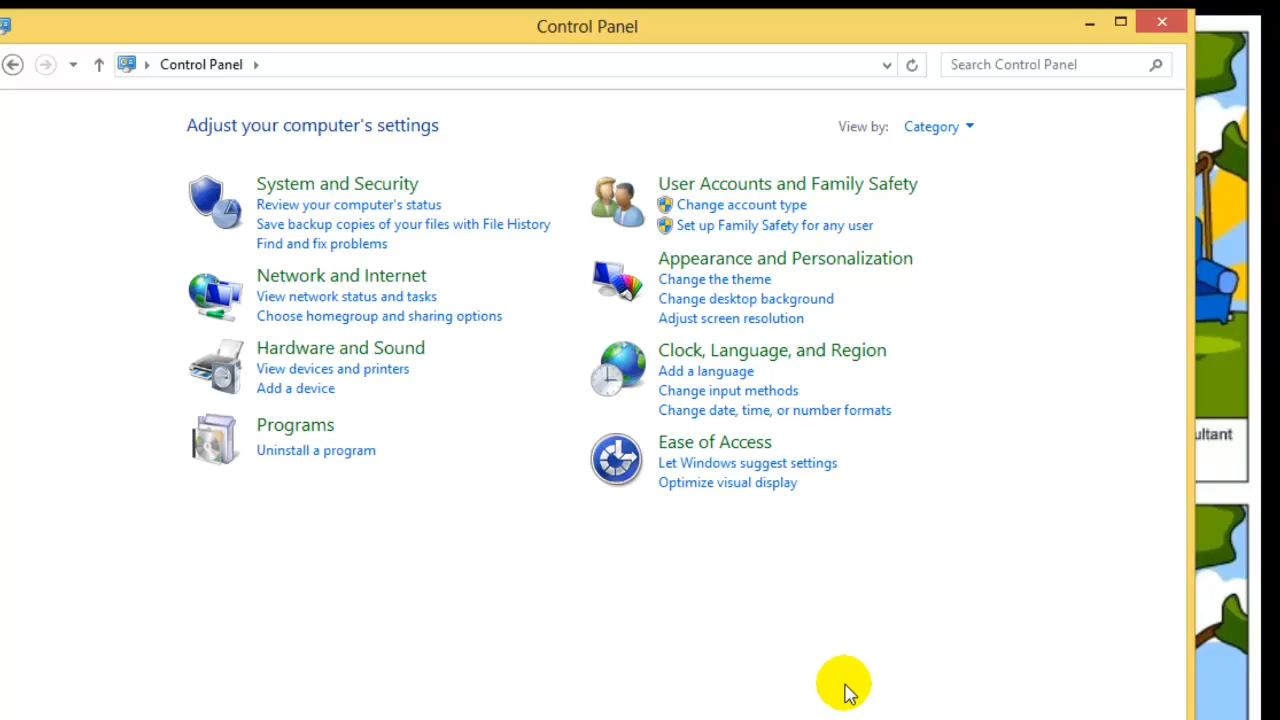 Control Panel
Control Panel
Search Control Panel
Adjust your computer's settings
View by: Category
System and Security
Review your computer's status
Save backup copies of your files with File History
Find and fix problems
Network and Internet
View network status and tasks
Choose homegroup and sharing options
Hardware and Sound
View devices and printers
Add a device
Programs
Uninstall a program
User Accounts and Family Safety
Change account type
Set up Family Safety for any user
Appearance and Personalization
Change the theme
Change desktop background
Adjust screen resolution
Clock, Language, and Region
Add a language
Change input methods
Change date, time, or number formats
Ease of Access
Let Windows suggest settings
Optimize visual display